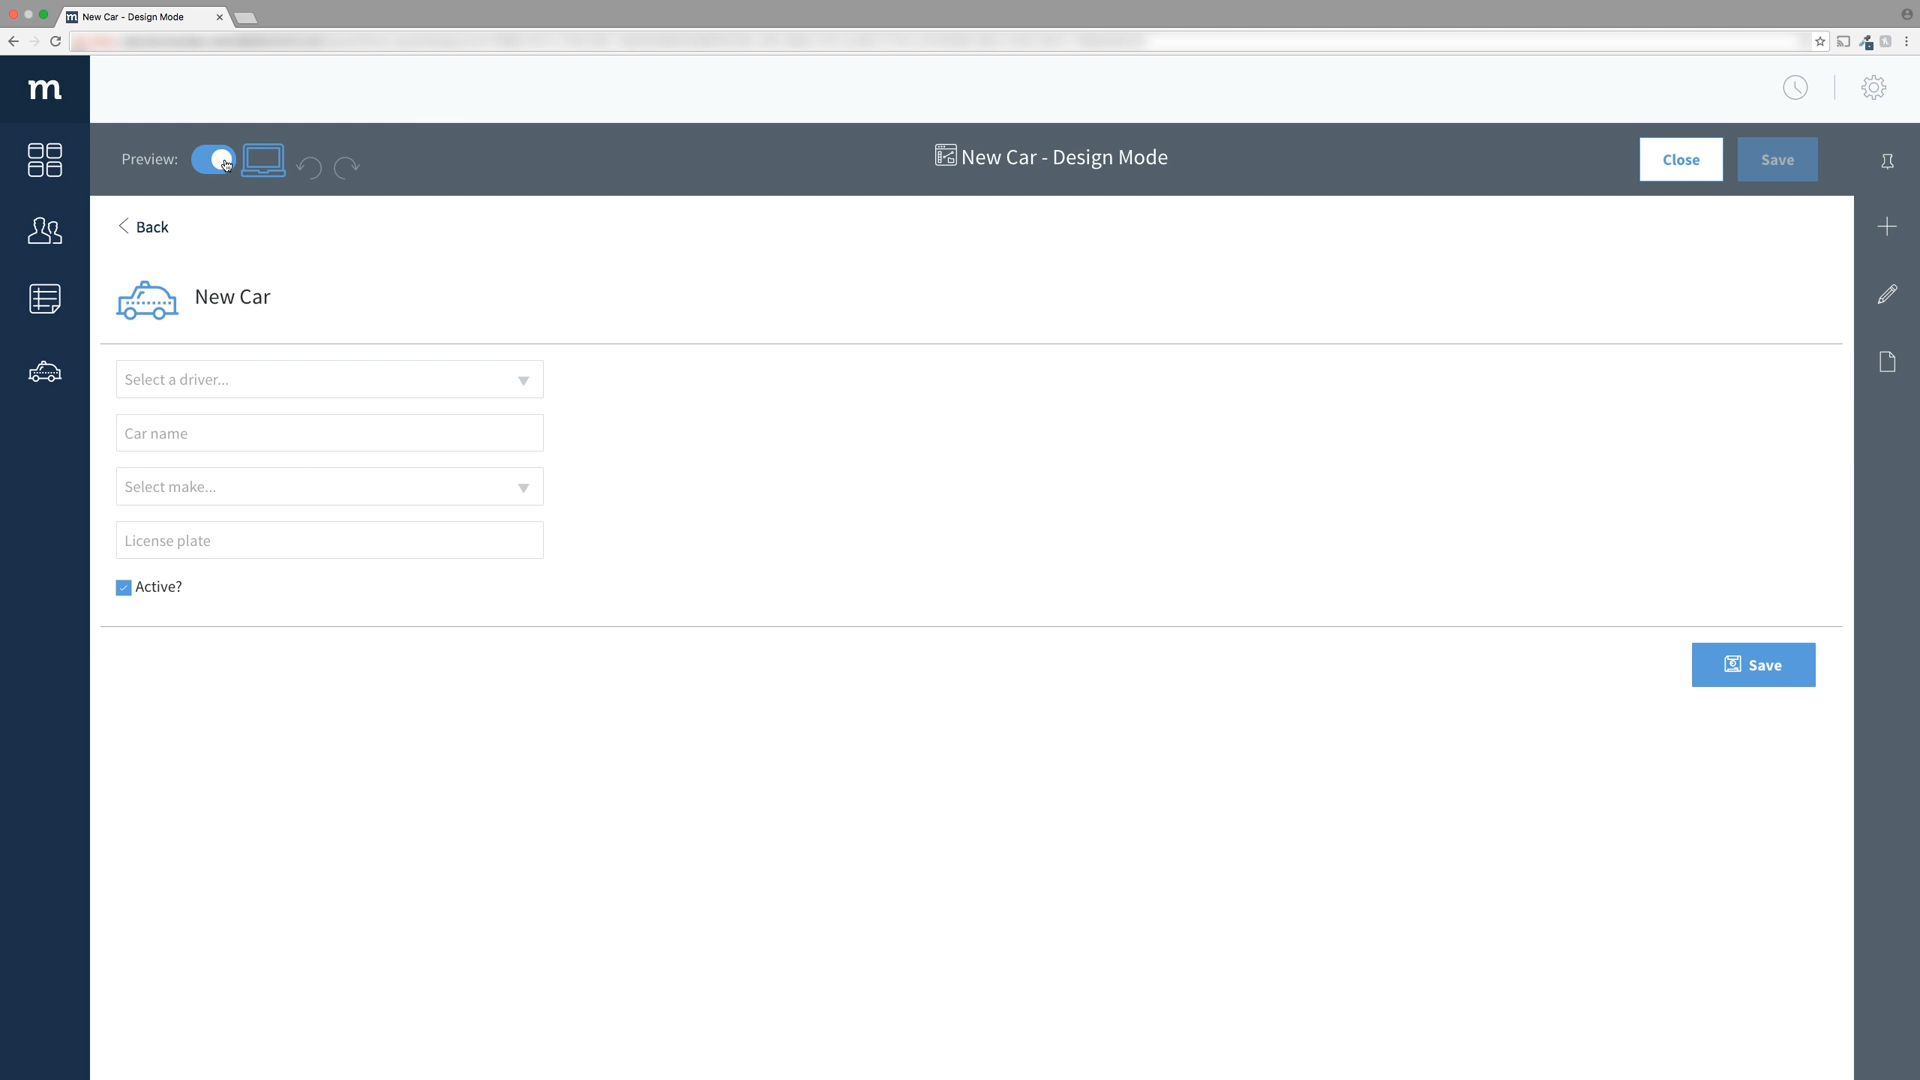 New Car - Design Mode
m
Preview:
New Car - Design Mode
Close
Save
Back
New Car
Select a driver...
Car name
Select make...
License plate
Active?
Save